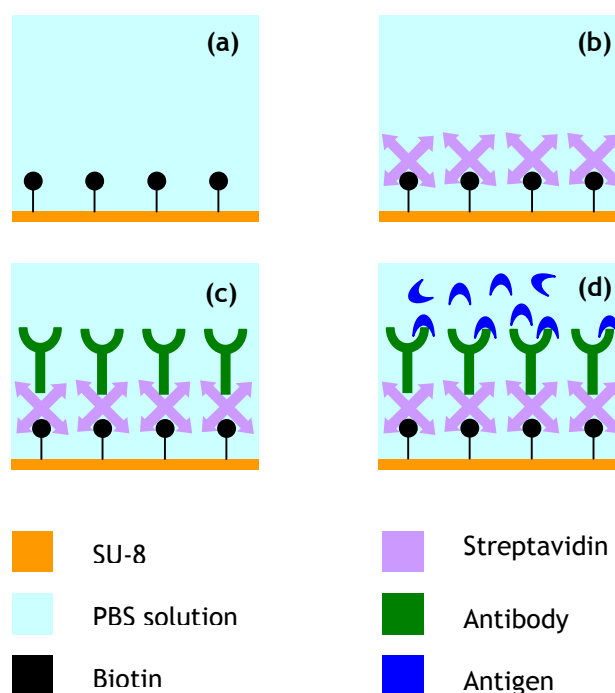 (a)
(b)
(c)
(d)
SU-8
Streptavidin
PBS solution
Antibody
Biotin
Antigen